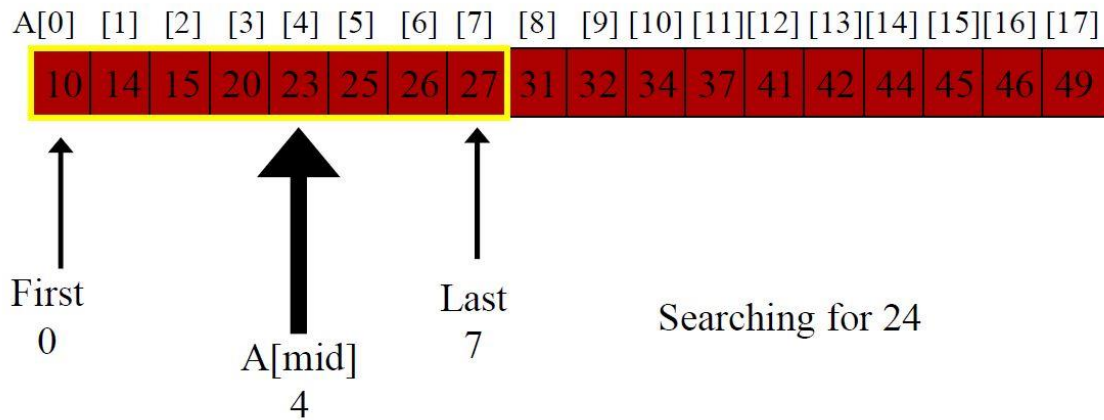 A[0] [1] [2] [3] [4] [5] [6] [7] [8] [9] [10] [11] [12] [13] [14] [15] [16] [17]
10 14 15 20 23 25 26 27 31 32 34 37 41 42 44 45 46 49
First
0
A[mid]
4
Last
7
Searching for 24